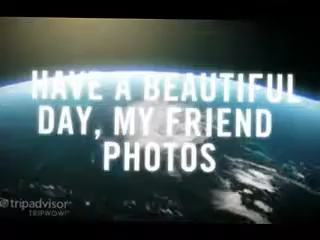 HAVE A BEAUTIFUL
DAY, MY FRIEND
PHOTOS
tripadvisor
TRIPWOW!